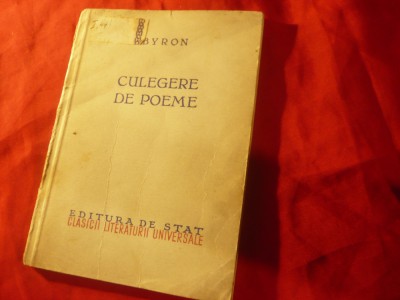 BYRON
CULEGERE
DE POEME
EDITURA DE STAT
CLASICII LITERATURII UNIVERSALE